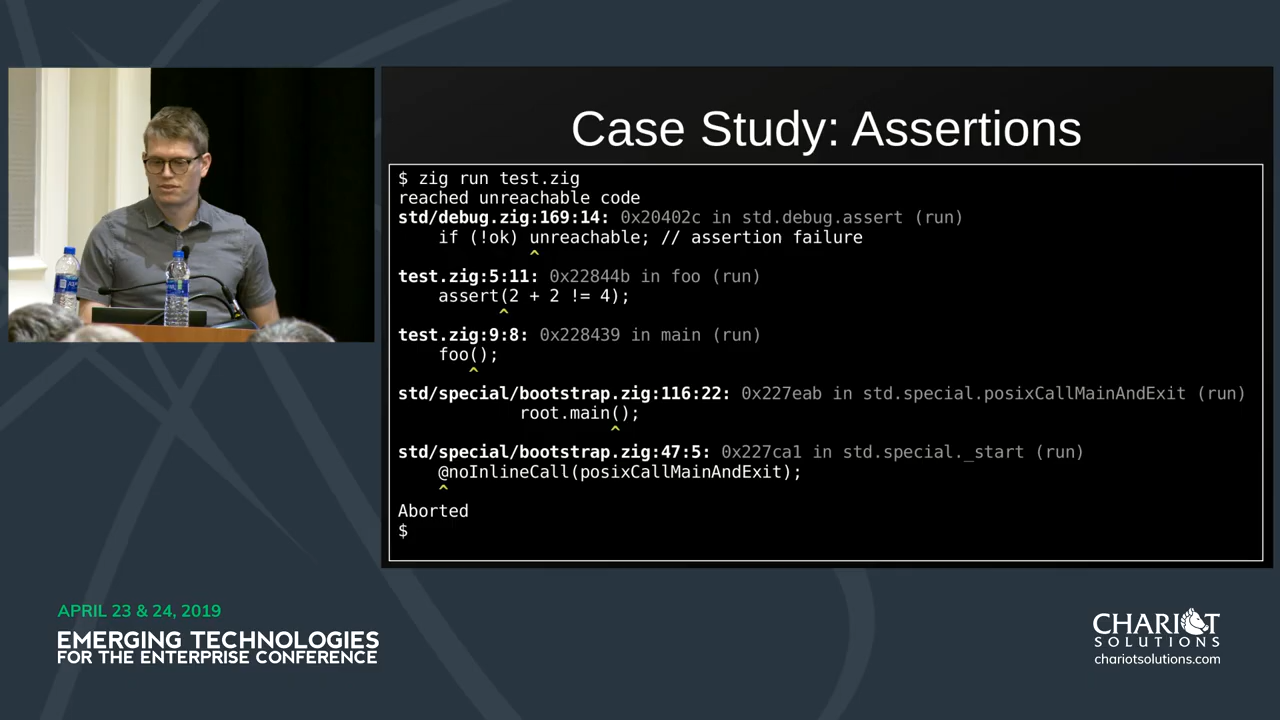 Case Study: Assertions
$ zig run test.zig
reached unreachable code
std/debug.zig:169:14: 0x20402c in std.debug.assert (run)
    if (!ok) unreachable; // assertion failure
             ^
test.zig:5:11: 0x22844b in foo (run)
    assert(2 + 2 != 4);
          ^
test.zig:9:8: 0x228439 in main (run)
    foo();
       ^
std/special/bootstrap.zig:116:22: 0x227eab in std.special.posixCallMainAndExit (run)
            root.main();
                     ^
std/special/bootstrap.zig:47:5: 0x227ca1 in std.special._start (run)
    @noInlineCall(posixCallMainAndExit);
    ^
Aborted
$
APRIL 23 & 24, 2019
EMERGING TECHNOLOGIES
FOR THE ENTERPRISE CONFERENCE
CHARIOT
SOLUTIONS
chariotsolutions.com